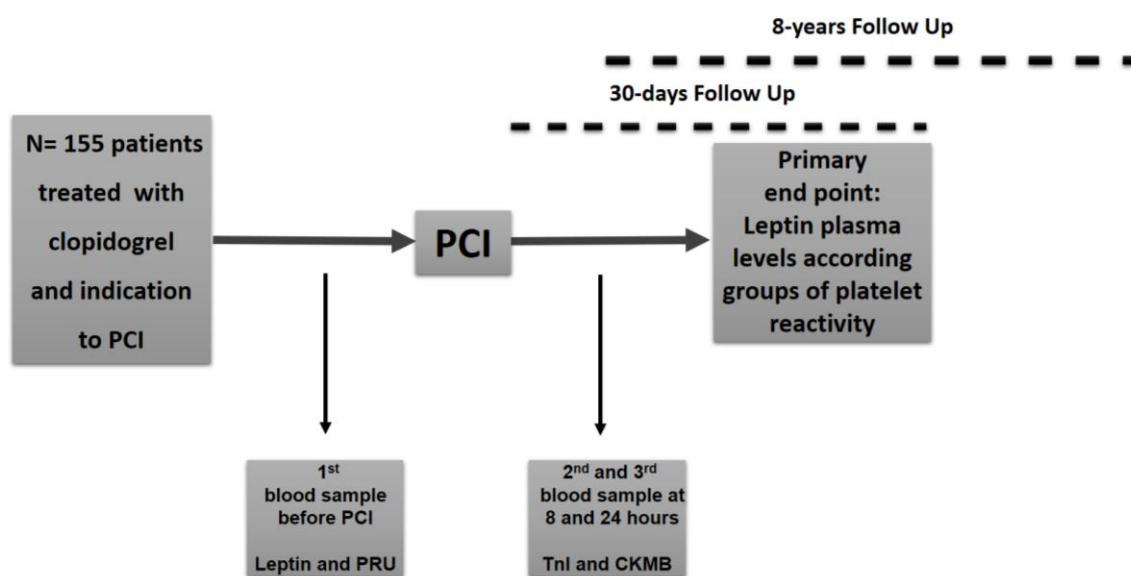 8-years Follow Up
30-days Follow Up
N= 155 patients
treated with
clopidogrel
and indication
to PCI
PCI
Primary
end point:
Leptin plasma
levels according
groups of platelet
reactivity
1st
blood sample
before PCI
Leptin and PRU
2nd and 3rd
blood sample at
8 and 24 hours
TnI and CKMB